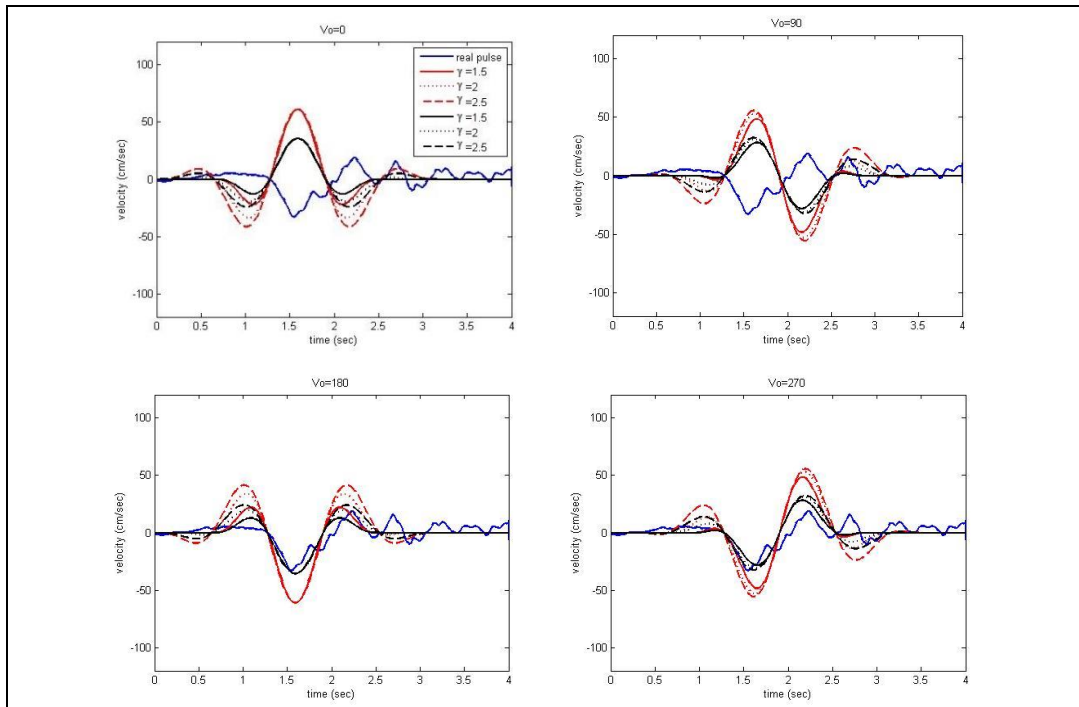 Vo=0
100
50
0
-50
-100
velocity (cm/sec)
0 0.5 1 1.5 2 2.5 3 3.5 4
time (sec)
real pulse
γ =1.5
γ =2
γ =2.5
γ =1.5
γ =2
γ =2.5
Vo=90
100
50
0
-50
-100
velocity (cm/sec)
0 0.5 1 1.5 2 2.5 3 3.5 4
time (sec)
Vo=180
100
50
0
-50
-100
velocity (cm/sec)
0 0.5 1 1.5 2 2.5 3 3.5 4
time (sec)
Vo=270
100
50
0
-50
-100
velocity (cm/sec)
0 0.5 1 1.5 2 2.5 3 3.5 4
time (sec)